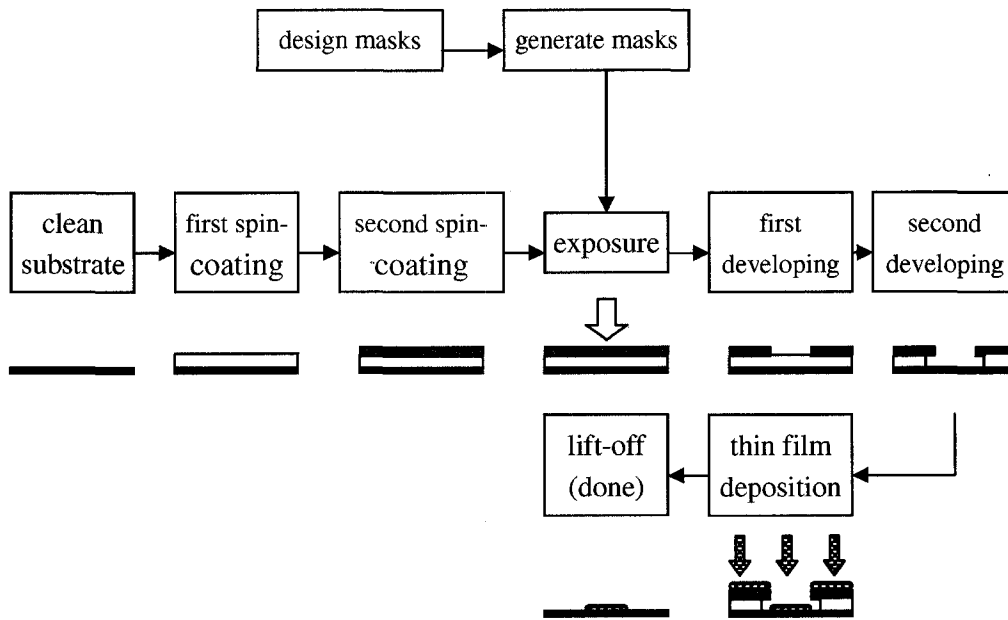 design masks
generate masks
clean
substrate
first spin-
coating
second spin-
coating
exposure
first
developing
second
developing
lift-off
(done)
thin film
deposition